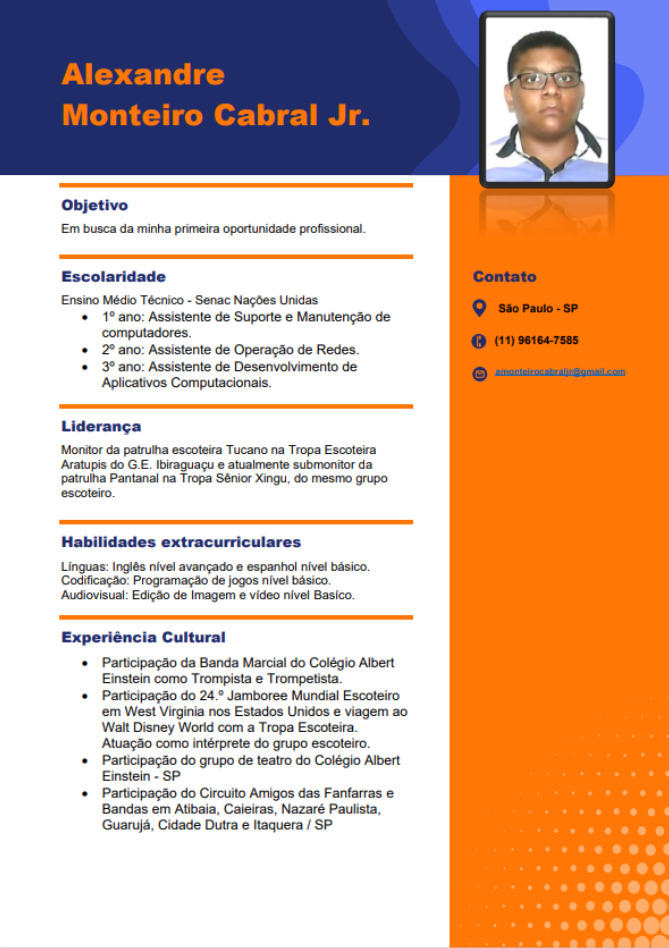 Alexandre
Monteiro Cabral Jr.
Objetivo
Em busca da minha primeira oportunidade profissional.
Escolaridade
Ensino Médio Técnico - Senac Nações Unidas
• 1º ano: Assistente de Suporte e Manutenção de
computadores.
• 2º ano: Assistente de Operação de Redes.
• 3º ano: Assistente de Desenvolvimento de
Aplicativos Computacionais.
Liderança
Monitor da patrulha escoteira Tucano na Tropa Escoteira
Aratupis do G.E. Ibiraguaçu e atualmente submonitor da
patrulha Pantanal na Tropa Sênior Xingu, do mesmo grupo
escoteiro.
Habilidades extracurriculares
Línguas: Inglês nível avançado e espanhol nível básico.
Codificação: Programação de jogos nível básico.
Audiovisual: Edição de Imagem e vídeo nível Basíco.
Experiência Cultural
• Participação da Banda Marcial do Colégio Albert
Einstein como Trompista e Trompetista.
• Participação do 24.º Jamboree Mundial Escoteiro
em West Virginia nos Estados Unidos e viagem ao
Walt Disney World com a Tropa Escoteira.
Atuação como intérprete do grupo escoteiro.
• Participação do grupo de teatro do Colégio Albert
Einstein - SP
• Participação do Circuito Amigos das Fanfarras e
Bandas em Atibaia, Caieiras, Nazaré Paulista,
Guarujá, Cidade Dutra e Itaquera / SP
Contato
São Paulo - SP
(11) 96164-7585
amonteirocabraljr@gmail.com